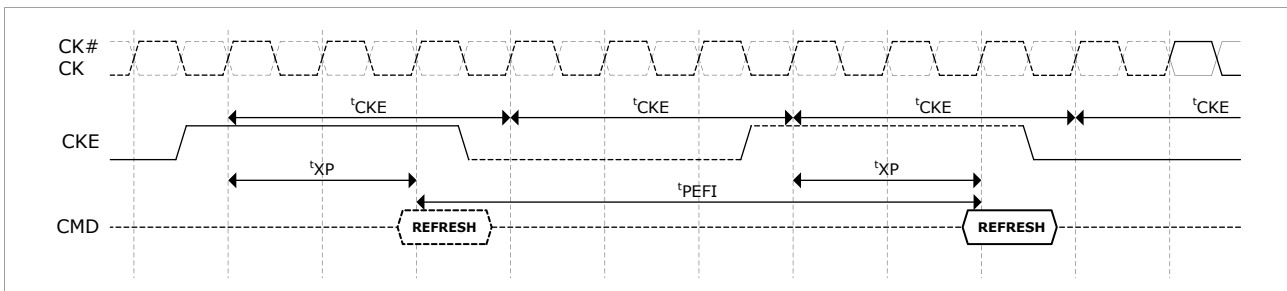 CK#
CK
tCKE tCKE tCKE tCKE
CKE
tXP tXP
tPEFI
CMD REFRESH REFRESH